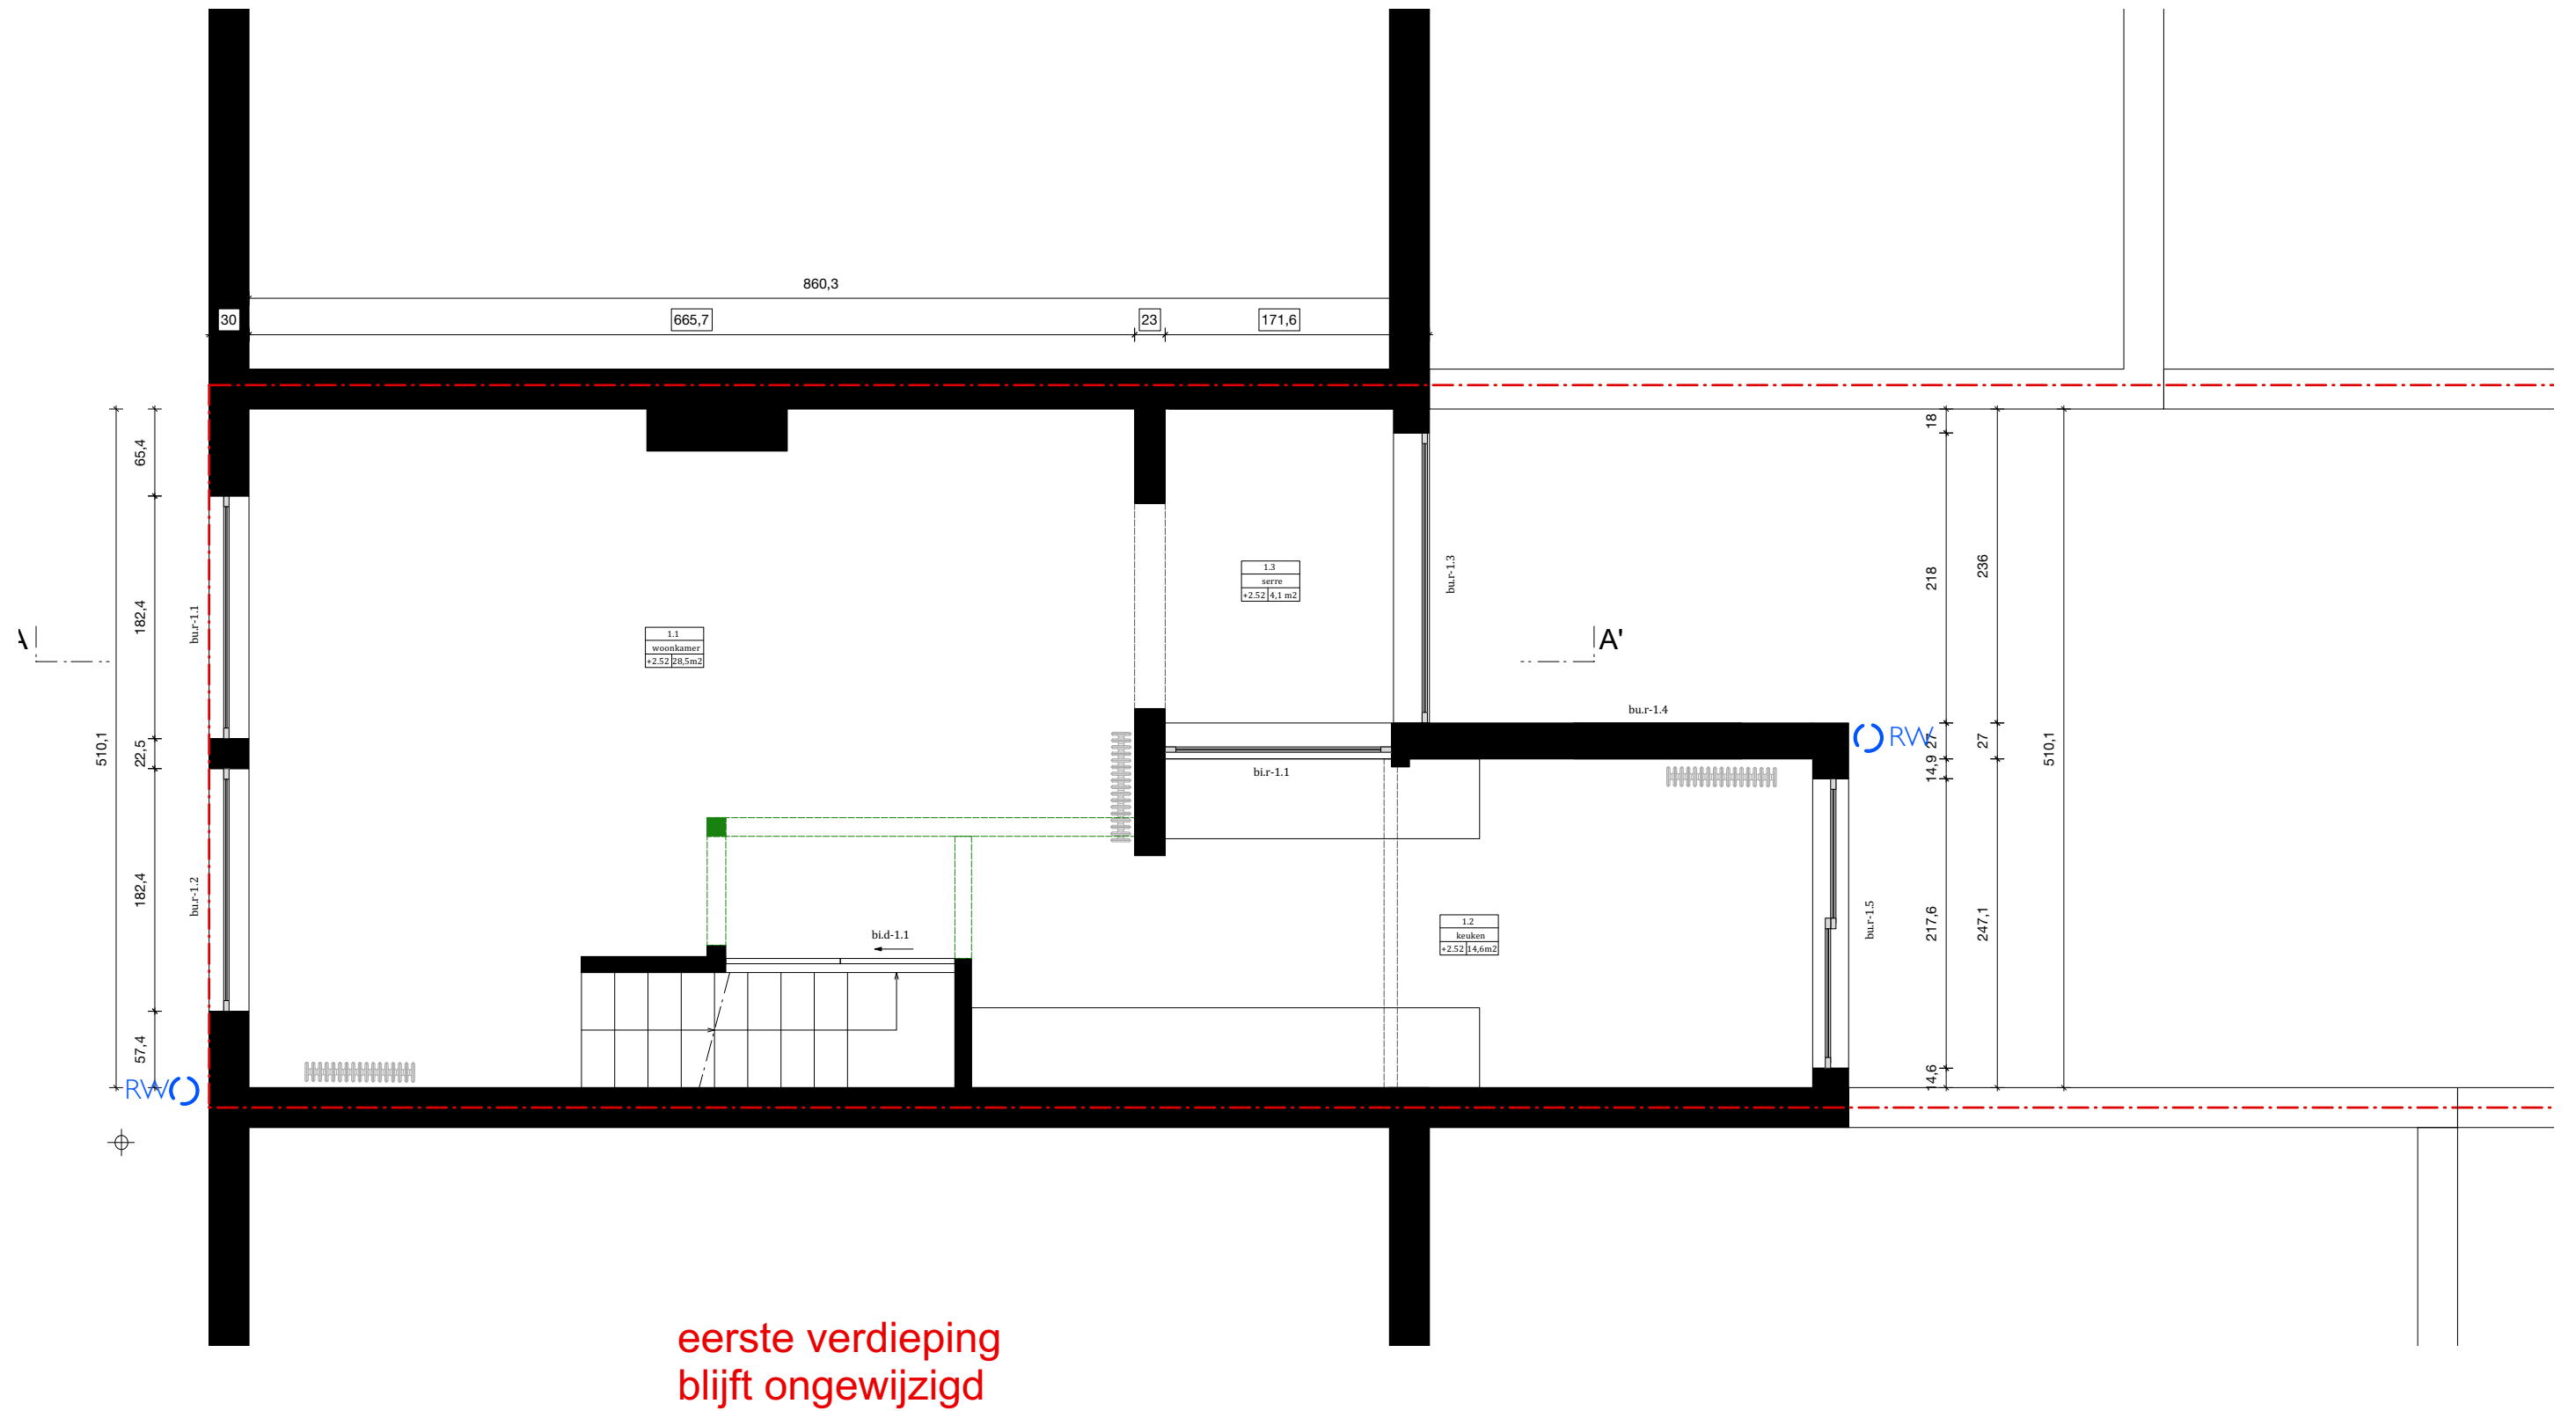 860,3
30
665,7
23
171,6
65,4
182,4
22,5
182,4
57,4
510,1
bu.r-1.1
bu.r-1.2
A
1.1
woonkamer
+2.52 28,5m2
1.3
serre
+2.52 4,1 m2
bu.r-1.3
A'
bu.r-1.4
bi.r-1.1
bi.d-1.1
1.2
keuken
+2.52 14,6m2
bu.r-1.5
RW
18
218
27
14,9
217,6
14,6
236
27
247,1
510,1
RW
eerste verdieping
blijft ongewijzigd